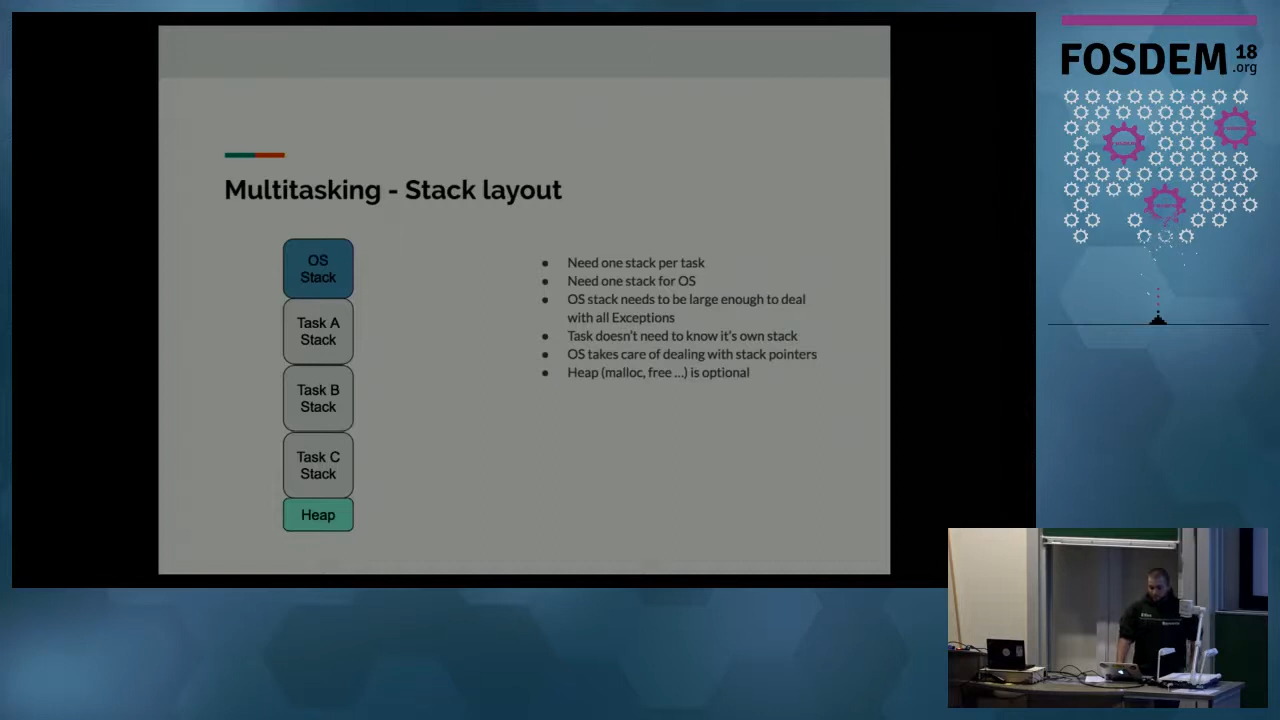 FOSDEM 18
.org
Multitasking - Stack layout
OS
Stack
Task A
Stack
Task B
Stack
Task C
Stack
Heap
● Need one stack per task
● Need one stack for OS
● OS stack needs to be large enough to deal
with all Exceptions
● Task doesn't need to know it's own stack
● OS takes care of dealing with stack pointers
● Heap (malloc, free ...) is optional